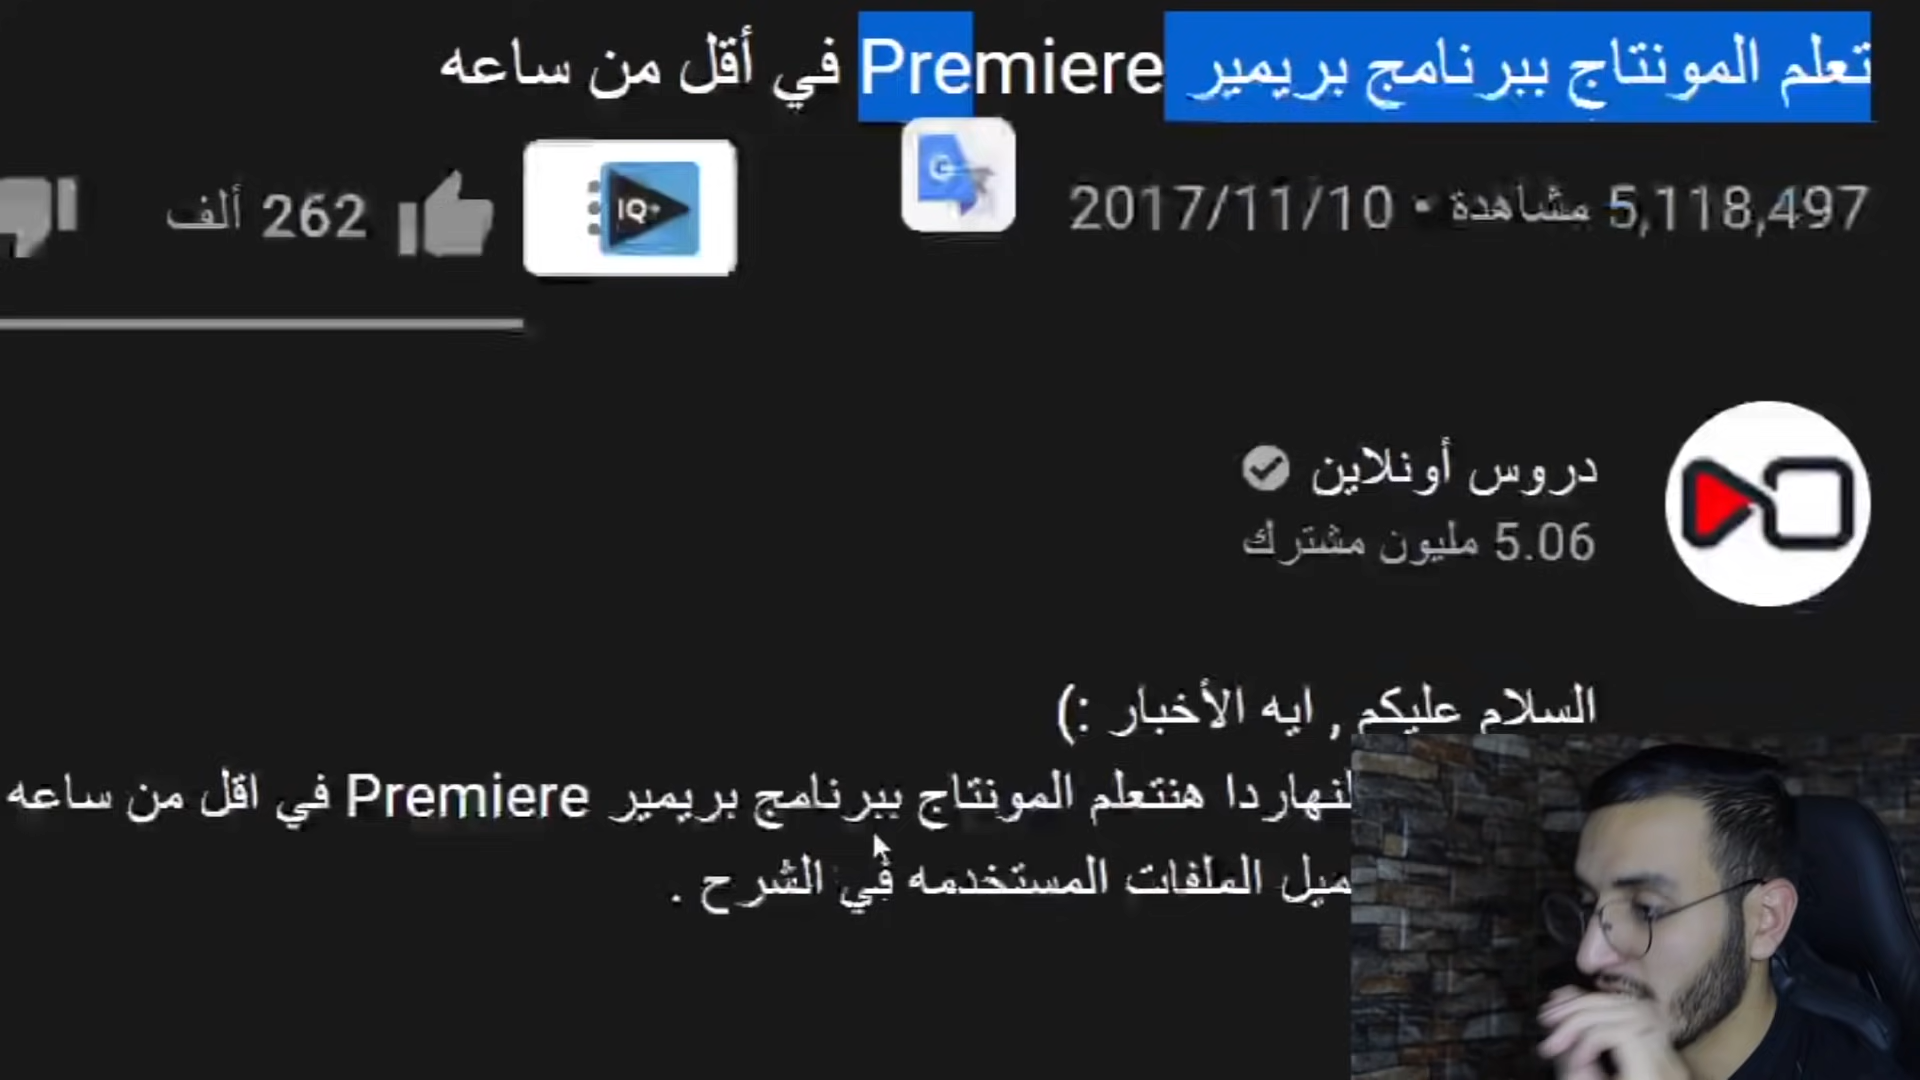 تعلم المونتاج ببرنامج بريمير Premiere في أقل من ساعه
5,118,497 مشاهدة • 2017/11/10
IQ+
262 ألف
دروس أونلاين
5.06 مليون مشترك
السلام عليكم , ايه الأخبار :)
هنتعلم المونتاج ببرنامج بريمير Premiere في اقل من ساعه
الملفات المستخدمه في الشرح .